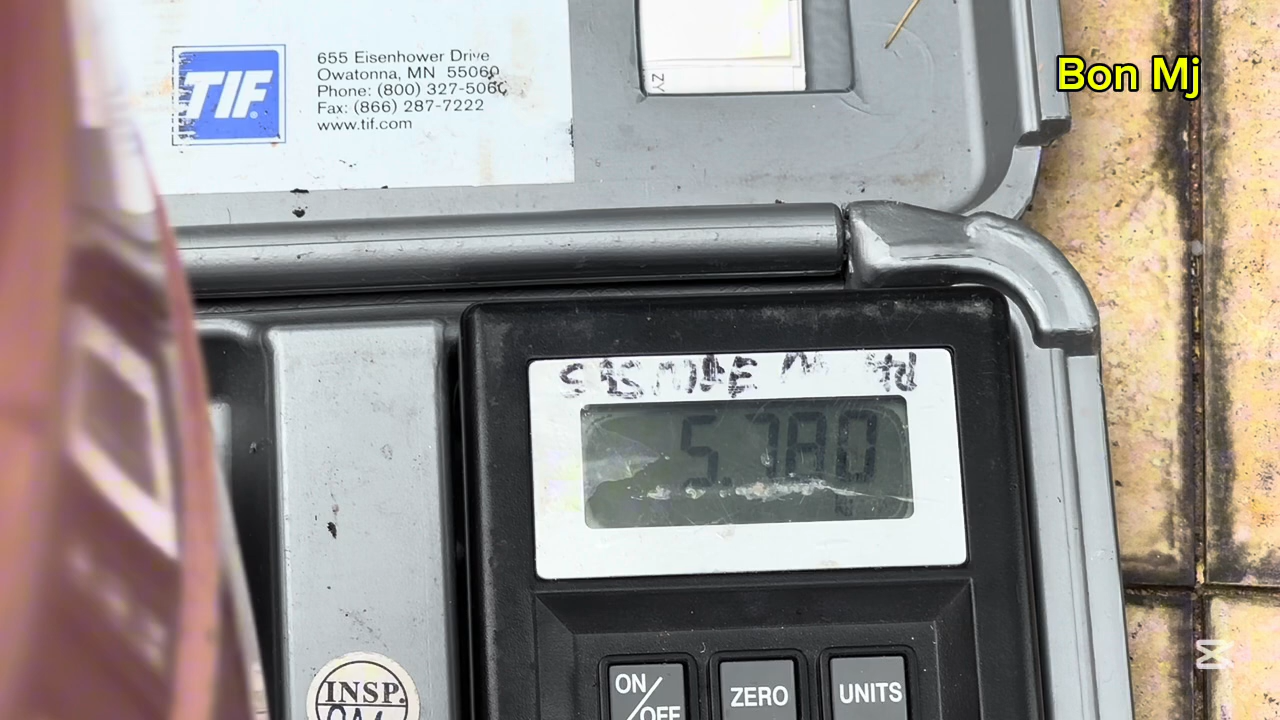 Bon Mj
TIF
655 Eisenhower Drive
Owatonna, MN 55060
Phone: (800) 327-5060
Fax: (866) 287-7222
www.tif.com
5.780
INSP.
ON/OFF
ZERO
UNITS